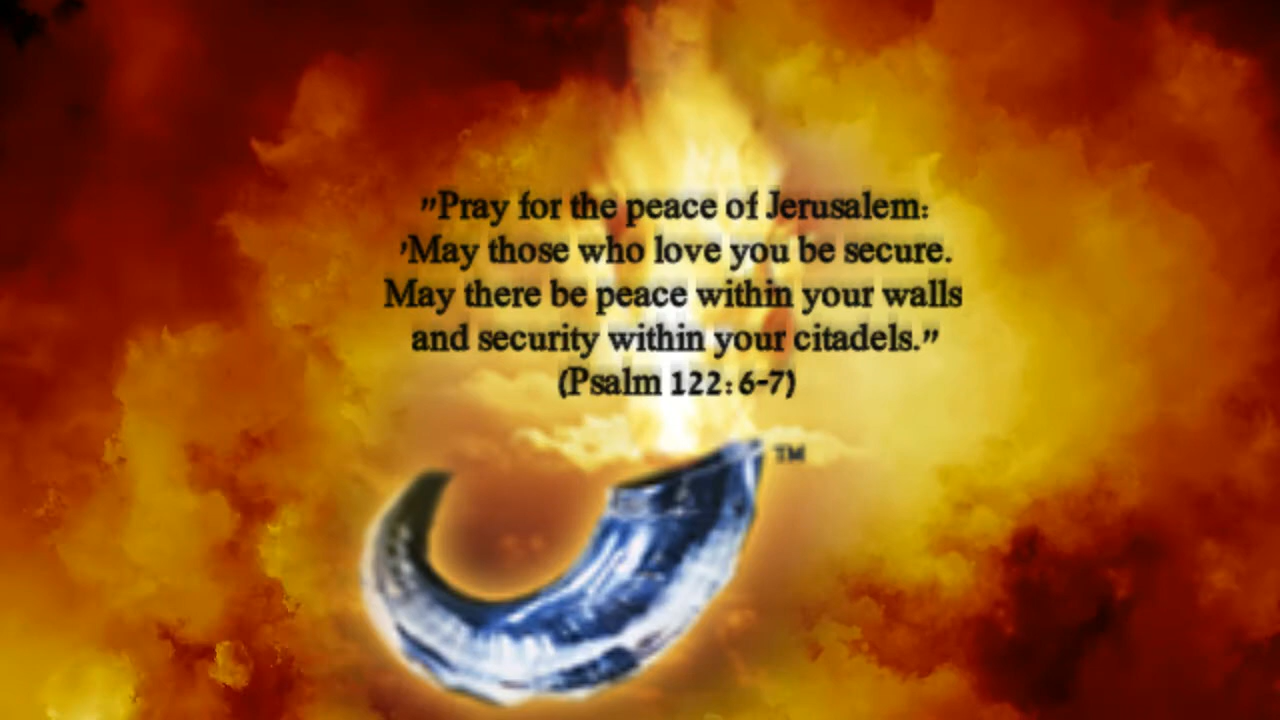 "Pray for the peace of Jerusalem:
'May those who love you be secure.
May there be peace within your walls
and security within your citadels."
(Psalm 122: 6-7)
TM